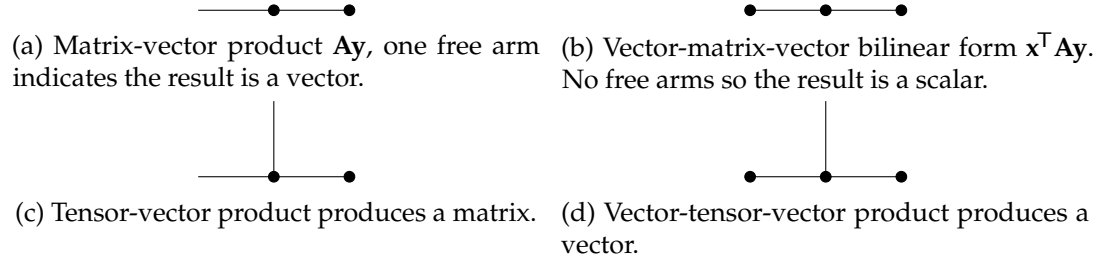 (a) Matrix-vector product Ay, one free arm
indicates the result is a vector.
(b) Vector-matrix-vector bilinear form x⊤Ay.
No free arms so the result is a scalar.
(c) Tensor-vector product produces a matrix.
(d) Vector-tensor-vector product produces a
vector.